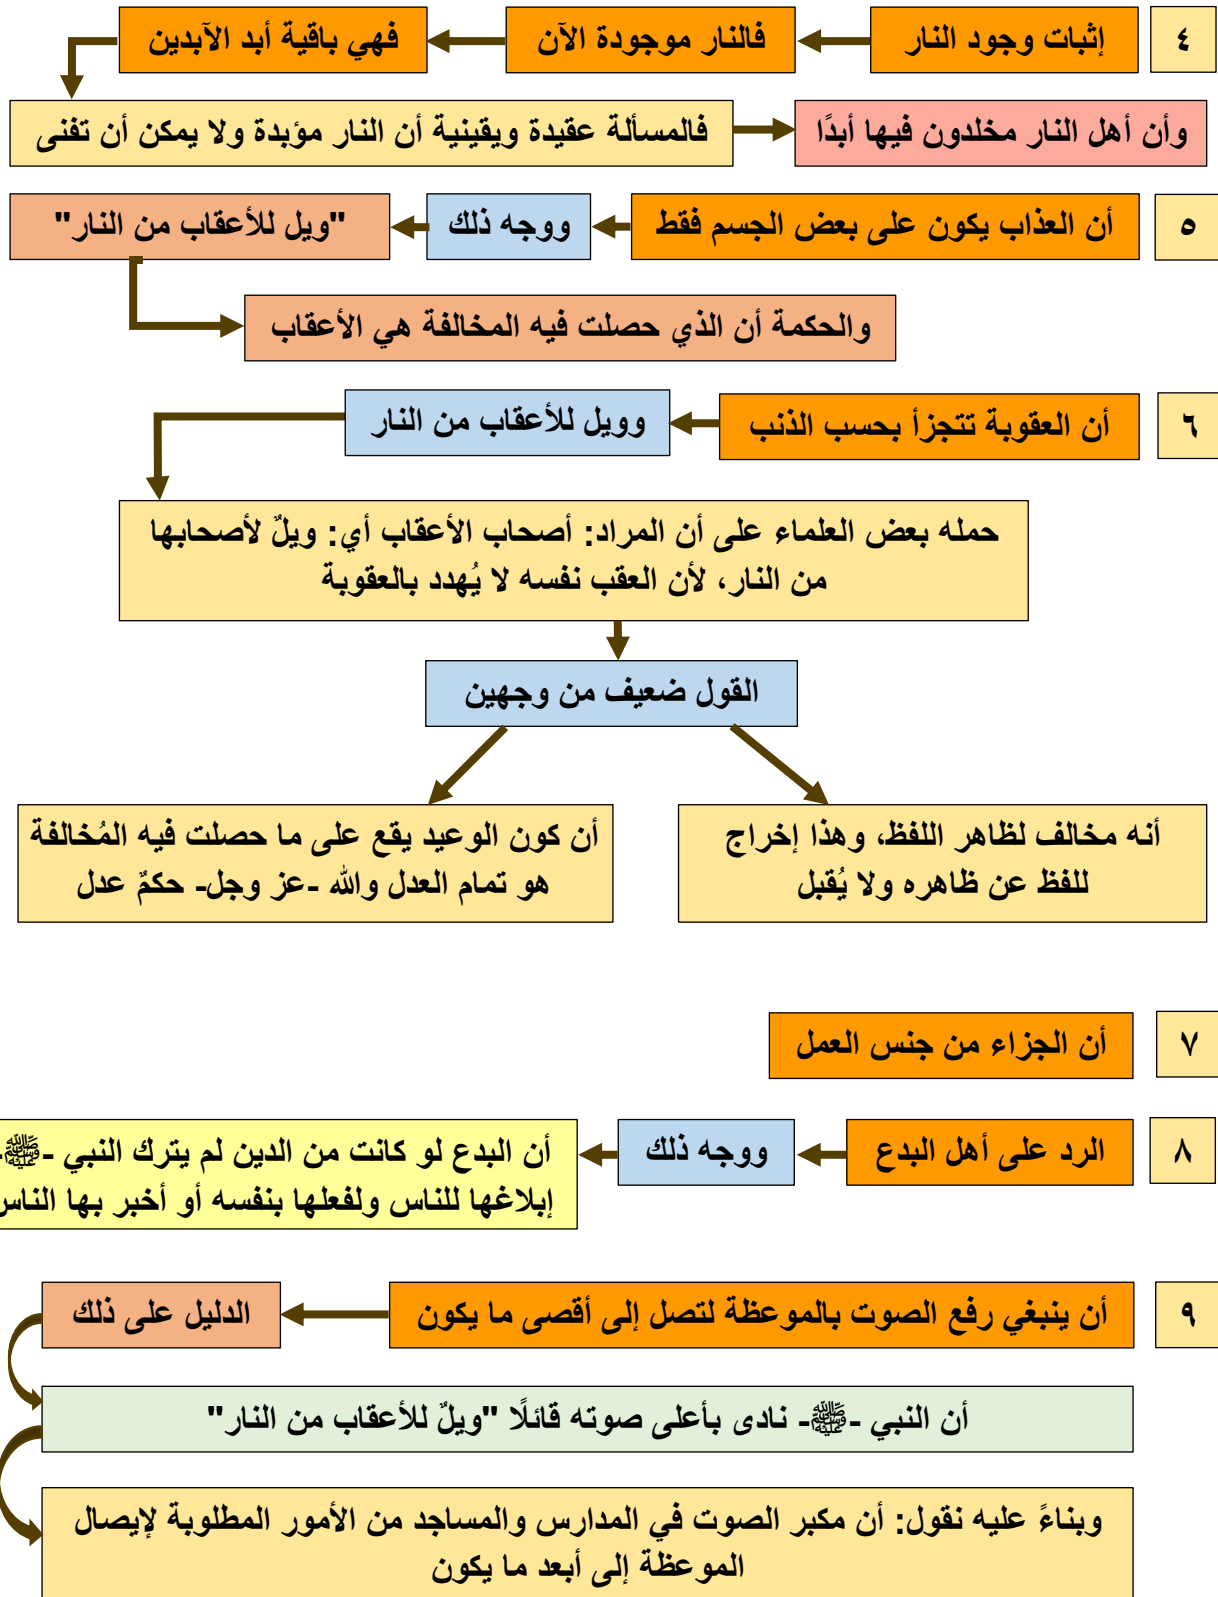 ٤
إثبات وجود النار
فالنار موجودة الآن
فهي باقية أبد الآبدين
فالمسألة عقيدة ويقينية أن النار مؤبدة ولا يمكن أن تفنى
وأن أهل النار مخلدون فيها أبدًا
٥
أن العذاب يكون على بعض الجسم فقط
ووجه ذلك
"ويل للأعقاب من النار"
والحكمة أن الذي حصلت فيه المخالفة هي الأعقاب
٦
أن العقوبة تتجزأ بحسب الذنب
وويل للأعقاب من النار
حمله بعض العلماء على أن المراد: أصحاب الأعقاب أي: ويلٌ لأصحابها
من النار، لأن العقب نفسه لا يُهدد بالعقوبة
القول ضعيف من وجهين
أنه مخالف لظاهر اللفظ، وهذا إخراج
للفظ عن ظاهره ولا يُقبل
أن كون الوعيد يقع على ما حصلت فيه المُخالفة
هو تمام العدل والله -عز وجل- حكمٌ عدل
٧
أن الجزاء من جنس العمل
٨
الرد على أهل البدع
ووجه ذلك
أن البدع لو كانت من الدين لم يترك النبي -ﷺ-
إبلاغها للناس ولفعلها بنفسه أو أخبر بها الناس
٩
أن ينبغي رفع الصوت بالموعظة لتصل إلى أقصى ما يكون
الدليل على ذلك
أن النبي -ﷺ- نادى بأعلى صوته قائلًا "ويلٌ للأعقاب من النار"
وبناءً عليه نقول: أن مكبر الصوت في المدارس والمساجد من الأمور المطلوبة لإيصال
الموعظة إلى أبعد ما يكون